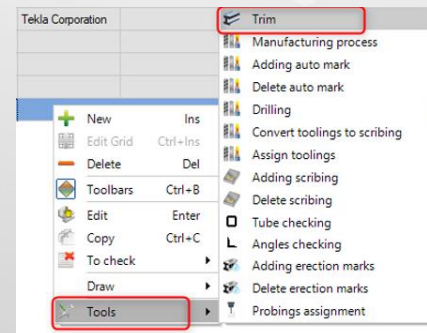 Tekla Corporation
New Ins
Edit Grid Ctrl+Ins
Delete Del
Toolbars Ctrl+B
Edit Enter
Copy Ctrl+C
To check
Draw
Tools
Trim
Manufacturing process
Adding auto mark
Delete auto mark
Drilling
Convert toolings to scribing
Assign toolings
Adding scribing
Delete scribing
Tube checking
Angles checking
Adding erection marks
Delete erection marks
Probings assignment